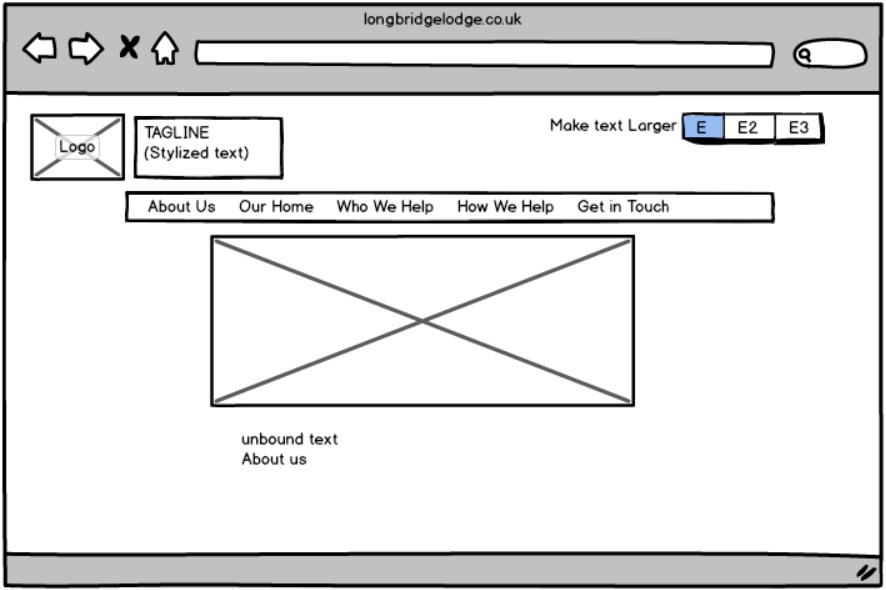 longbridgelodge.co.uk
Logo
TAGLINE
(Stylized text)
Make text Larger E E2 E3
About Us Our Home Who We Help How We Help Get in Touch
unbound text
About us